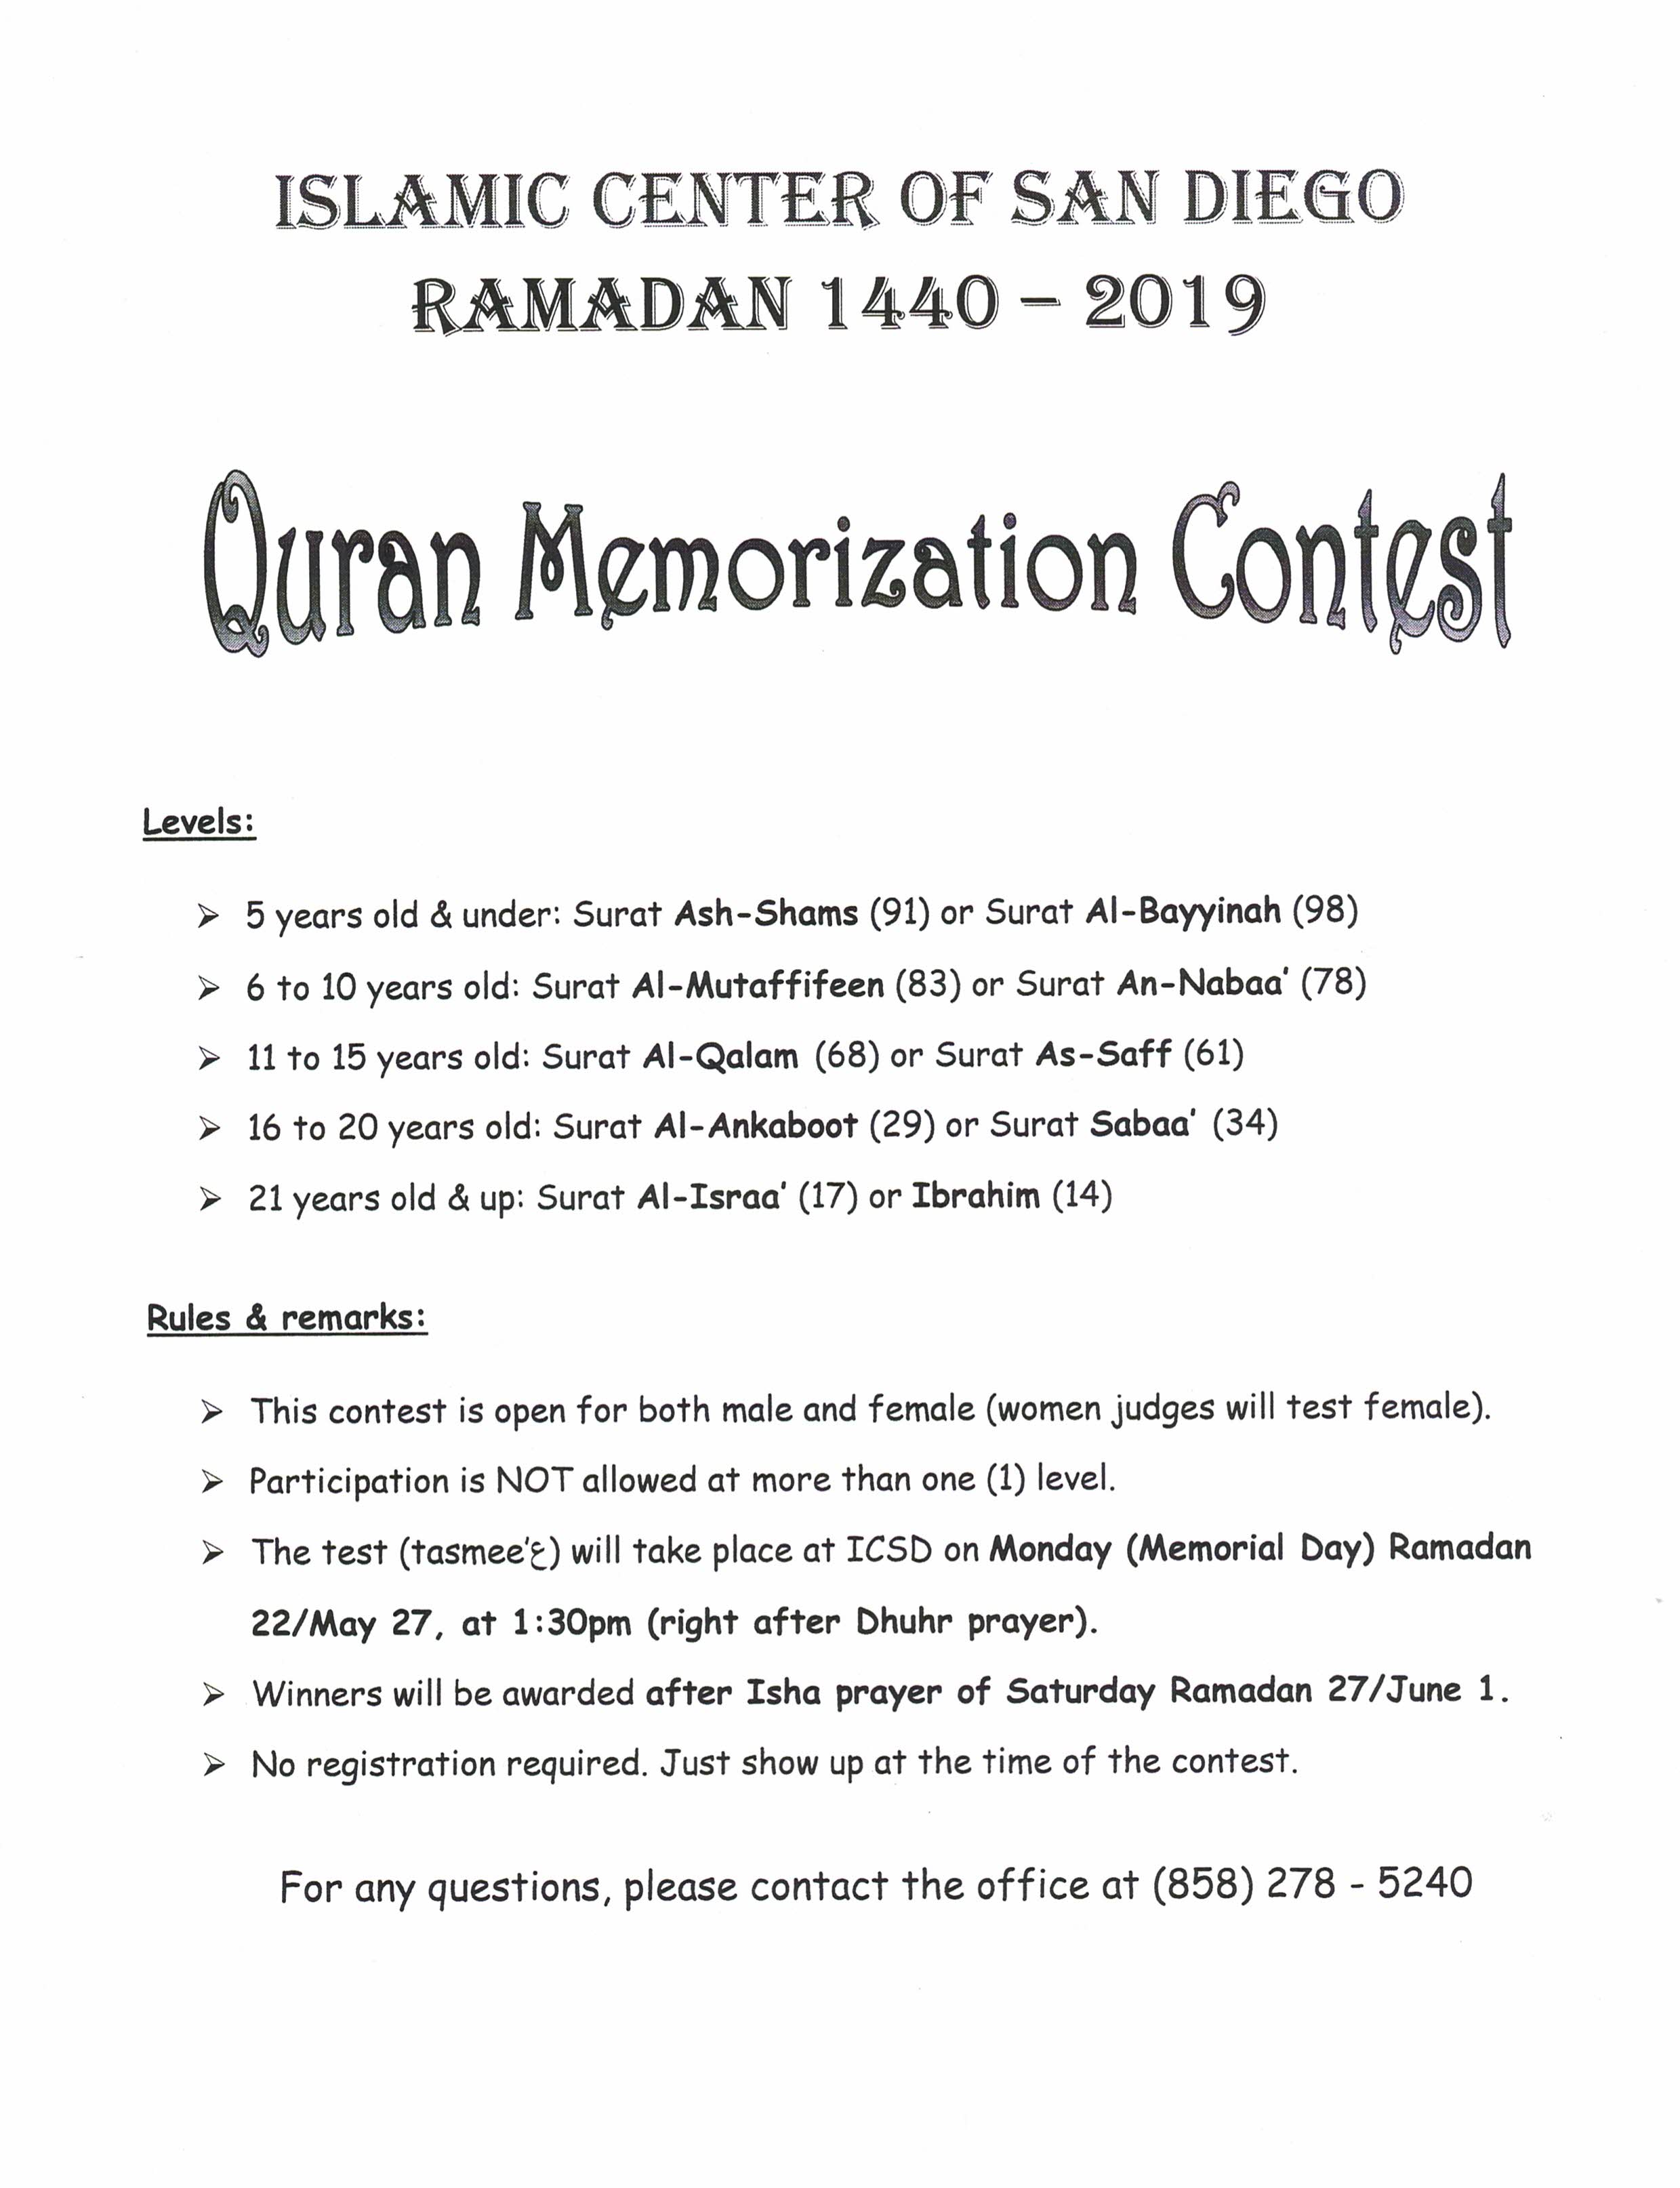 ISLAMIC CENTER OF SAN DIEGO
RAMADAN 1440 – 2019
Quran Memorization Contest
Levels:
➢ 5 years old & under: Surat Ash-Shams (91) or Surat Al-Bayyinah (98)
➢ 6 to 10 years old: Surat Al-Mutaffifeen (83) or Surat An-Nabaa' (78)
➢ 11 to 15 years old: Surat Al-Qalam (68) or Surat As-Saff (61)
➢ 16 to 20 years old: Surat Al-Ankaboot (29) or Surat Sabaa' (34)
➢ 21 years old & up: Surat Al-Israa' (17) or Ibrahim (14)
Rules & remarks:
➢ This contest is open for both male and female (women judges will test female).
➢ Participation is NOT allowed at more than one (1) level.
➢ The test (tasmee'ع) will take place at ICSD on Monday (Memorial Day) Ramadan
22/May 27, at 1:30pm (right after Dhuhr prayer).
➢ Winners will be awarded after Isha prayer of Saturday Ramadan 27/June 1.
➢ No registration required. Just show up at the time of the contest.
For any questions, please contact the office at (858) 278 - 5240